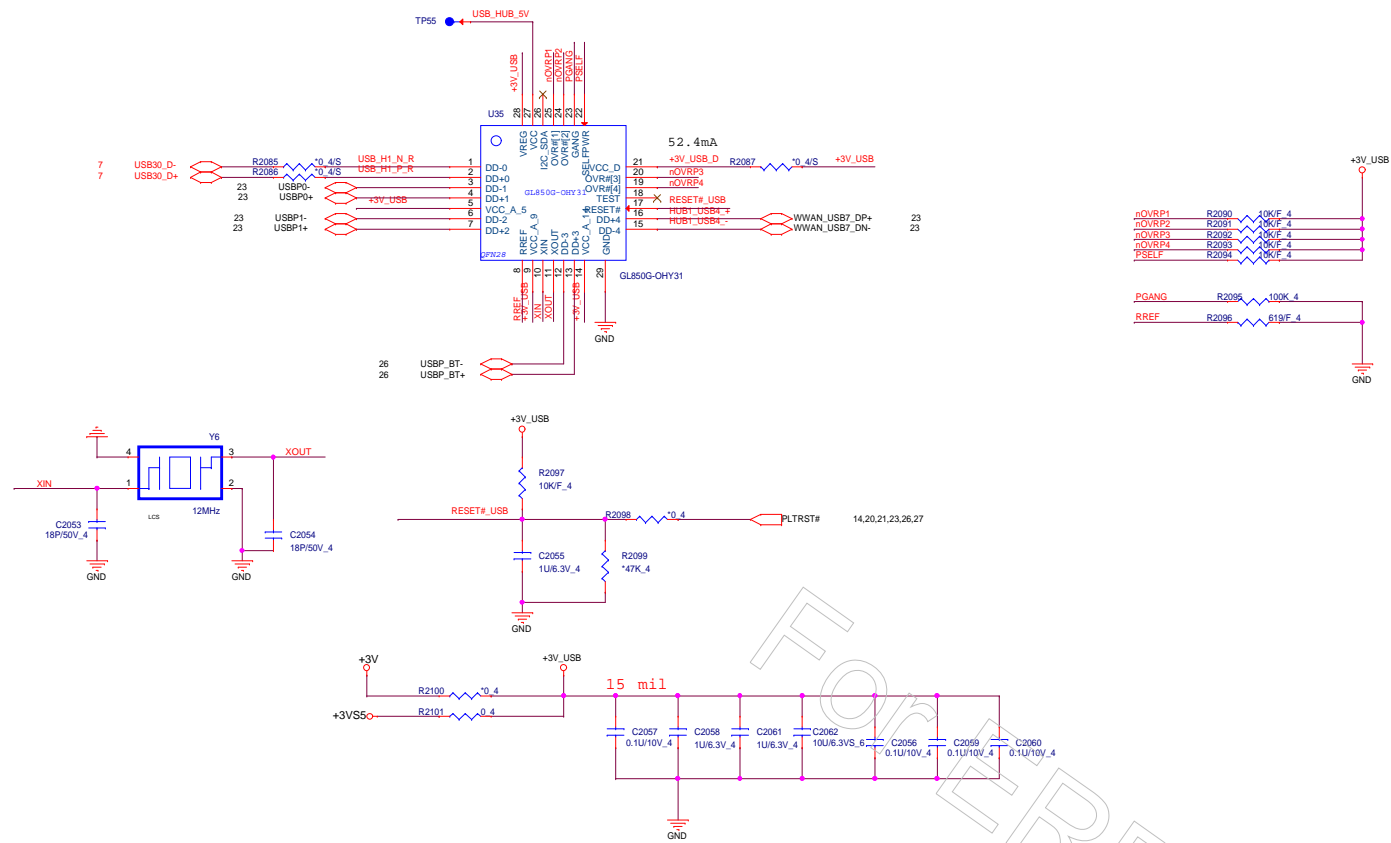 USB_HUB_5V
TP55
+3V_USB
nOVRP1
nOVRP2
PGANG
PSELF
28
27
26
25
24
23
22
U35
VREG
VCC
I2C_SDA
OVR#[1]
OVR#[2]
GANG
SELFPWR
52.4mA
7 USB30_D- R2085 *0_4/S USB_H1_N_R 1 DD-0
7 USB30_D+ R2086 *0_4/S USB_H1_P_R 2 DD+0
23 USBP0- 3 DD-1
23 USBP0+ 4 DD+1
+3V_USB 5 VCC_A_5
23 USBP1- 6 DD-2
23 USBP1+ 7 DD+2
VCC_D 21 +3V_USB_D R2087 *0_4/S +3V_USB
OVR#[3] 20 nOVRP3
OVR#[4] 19 nOVRP4
TEST 18
RESET# 17 RESET#_USB
DD+4 16 HUB1_USB4_+ WWAN_USB7_DP+ 23
DD-4 15 HUB1_USB4_- WWAN_USB7_DN- 23
GL850G-OHY31
QFN28
RREF
VCC_A_9
XIN
XOUT
DD-3
DD+3
VCC_A_14
GND
8
9
10
11
12
13
14
29
GL850G-OHY31
RREF
+3V_USB
XIN
XOUT
+3V_USB
GND
26 USBP_BT-
26 USBP_BT+
+3V_USB
nOVRP1 R2090 10K/F_4
nOVRP2 R2091 10K/F_4
nOVRP3 R2092 10K/F_4
nOVRP4 R2093 10K/F_4
PSELF R2094 10K/F_4
PGANG R2095 100K_4
RREF R2096 619/F_4
GND
Y6
4
3 XOUT
XIN 1
2
LCS
12MHz
C2053
18P/50V_4
C2054
18P/50V_4
GND
GND
+3V_USB
R2097
10K/F_4
RESET#_USB
R2098 *0_4
PLTRST# 14,20,21,23,26,27
C2055
1U/6.3V_4
R2099
*47K_4
GND
+3V
+3V_USB
15 mil
R2100 *0_4
+3VS5 R2101 0_4
C2057
0.1U/10V_4
C2058
1U/6.3V_4
C2061
1U/6.3V_4
C2062
10U/6.3VS_6
C2056
0.1U/10V_4
C2059
0.1U/10V_4
C2060
0.1U/10V_4
GND